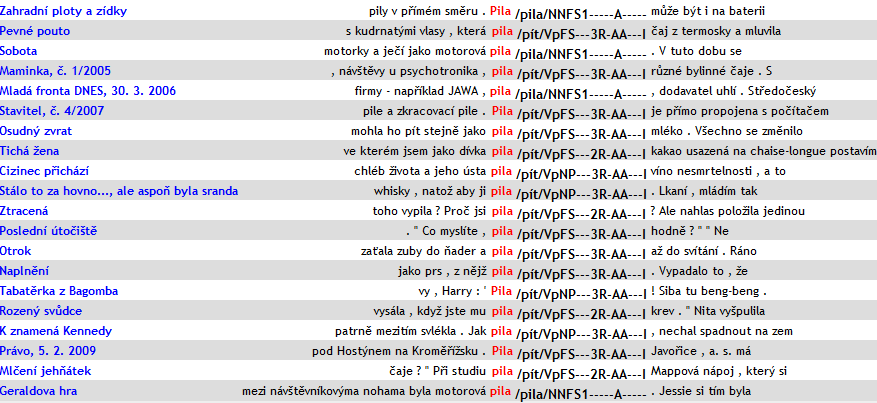 Zahradní ploty a zídky pily v přímém směru . Pila /pila/NNFS1-----A----- může být i na baterii
Pevné pouto s kudrnatými vlasy , která pila /pít/VpFS---3R-AA---I čaj z termosky a mluvila
Sobota motorky a ječí jako motorová pila /pila/NNFS1-----A----- . V tuto dobu se
Maminka, č. 1/2005 , návštěvy u psychotronika , pila /pít/VpFS---3R-AA---I různé bylinné čaje . S
Mladá fronta DNES, 30. 3. 2006 firmy - například JAWA , pila /pila/NNFS1-----A----- , dodavatel uhlí . Středočeský
Stavitel, č. 4/2007 pile a zkracovací pile . Pila /pít/VpFS---3R-AA---I je přímo propojena s počítačem
Osudný zvrat mohla ho pít stejně jako pila /pít/VpFS---3R-AA---I mléko . Všechno se změnilo
Tichá žena ve kterém jsem jako dívka pila /pít/VpFS---2R-AA---I kakao usazená na chaise-longue postavím
Cizinec přichází chléb života a jeho ústa pila /pít/VpNP---3R-AA---I víno nesmrtelnosti , a to
Stálo to za hovno..., ale aspoň byla sranda whisky , natož aby ji pila /pít/VpNP---3R-AA---I . Lkaní , mládím tak
Ztracená toho vypila ? Proč jsi pila /pít/VpFS---2R-AA---I ? Ale nahlas položila jedinou
Poslední útočiště . " Co myslíte , pila /pít/VpFS---3R-AA---I hodně ? " " Ne
Otrok zaťala zuby do ňader a pila /pít/VpFS---3R-AA---I až do svítání . Ráno
Naplnění jako prs , z nějž pila /pít/VpFS---3R-AA---I . Vypadalo to , že
Tabatěrka z Bagomba vy , Harry : ' Pila /pít/VpNP---3R-AA---I ! Siba tu beng-beng .
Rozený svůdce vysála , když jste mu pila /pít/VpFS---2R-AA---I krev . " Nita vyšpulila
K znamená Kennedy patrně mezitím svlékla . Jak pila /pít/VpNP---3R-AA---I , nechal spadnout na zem
Právo, 5. 2. 2009 pod Hostýnem na Kroměřížsku . Pila /pít/VpFS---3R-AA---I Javořice , a. s. má
Mlčení jehňátek čaje ? " Při studiu pila /pít/VpFS---2R-AA---I Mappová nápoj , který si
Geraldova hra mezi návštěvníkovýma nohama byla motorová pila /pila/NNFS1-----A----- . Jessie si tím byla